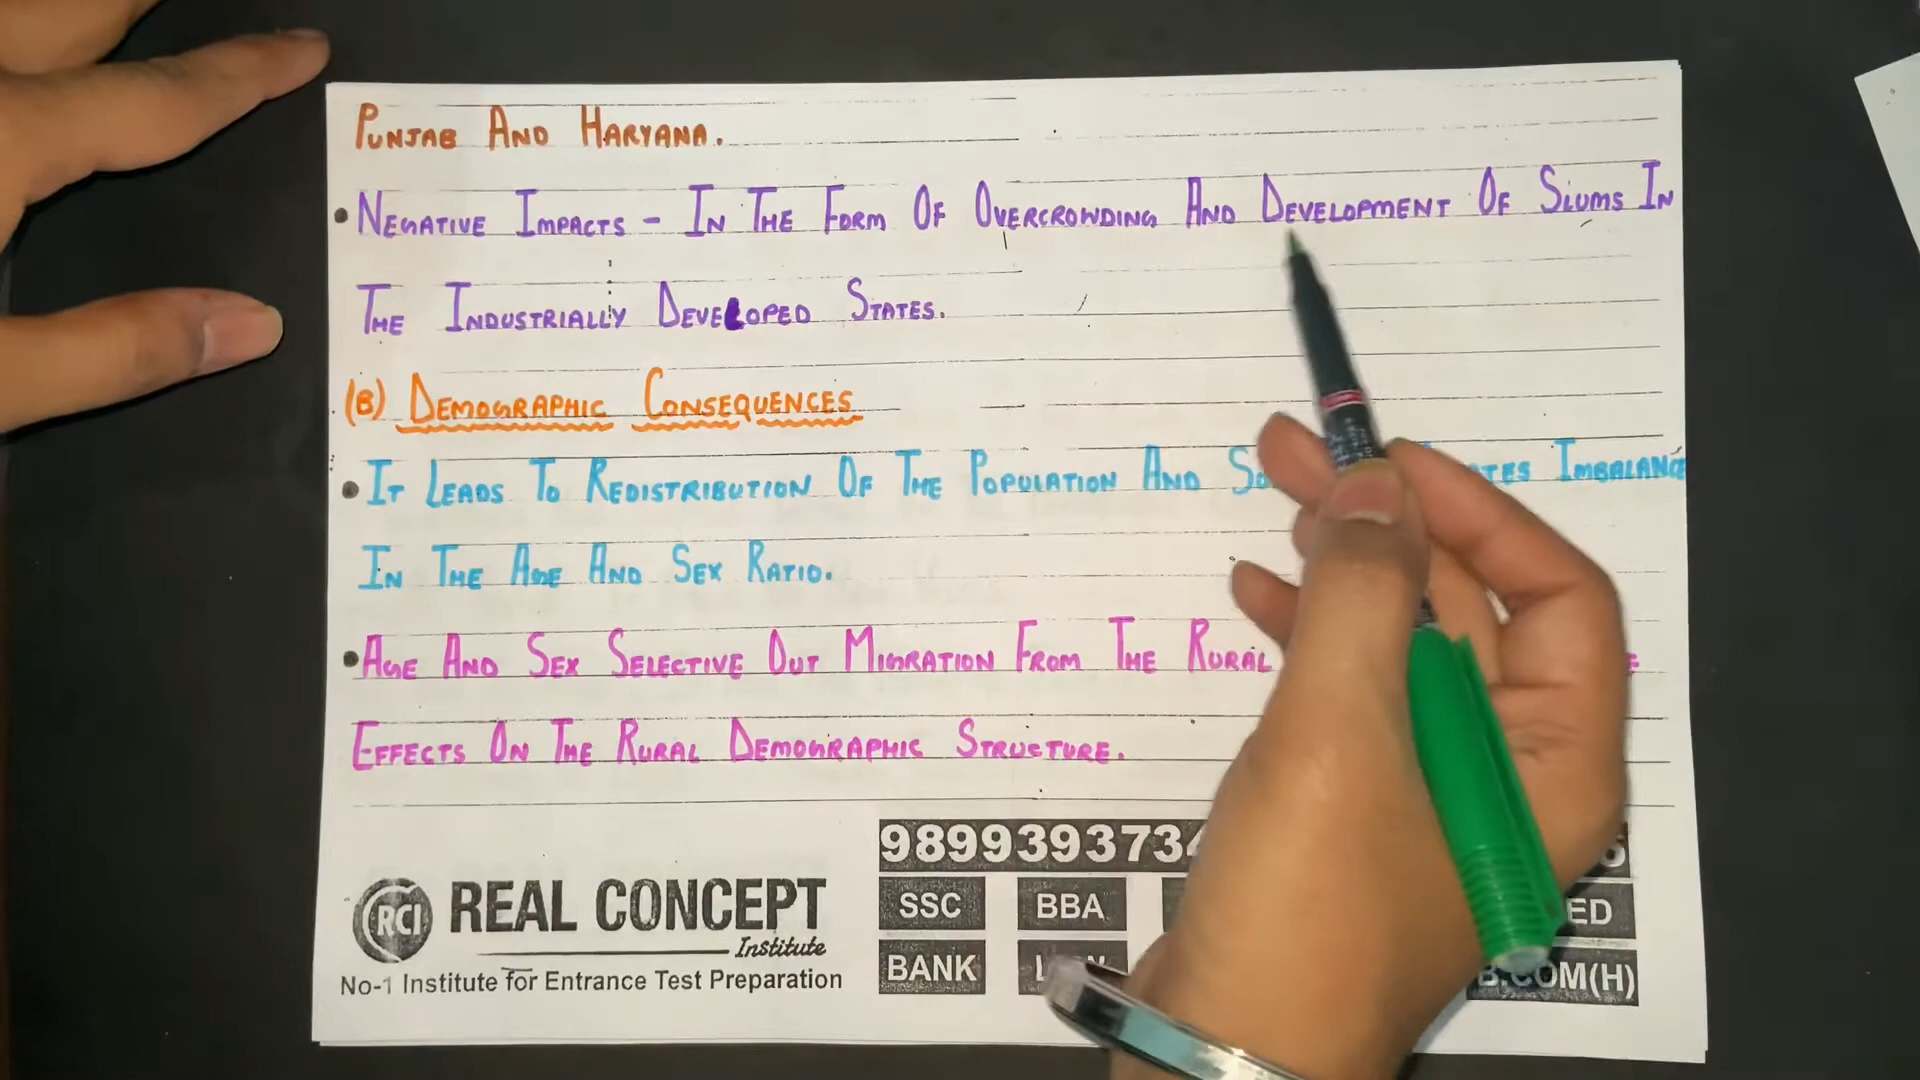 PUNJAB AND HARYANA.
• NEGATIVE IMPACTS - IN THE FORM OF OVERCROWDING AND DEVELOPMENT OF SLUMS IN
THE INDUSTRIALLY DEVELOPED STATES.
(B) DEMOGRAPHIC CONSEQUENCES
• IT LEADS TO REDISTRIBUTION OF THE POPULATION AND IMBALANCE
IN THE AGE AND SEX RATIO.
• AGE AND SEX SELECTIVE OUT MIGRATION FROM THE RURAL
EFFECTS ON THE RURAL DEMOGRAPHIC STRUCTURE.
989939373
RCI REAL CONCEPT
Institute
No-1 Institute for Entrance Test Preparation
SSC BBA ED
BANK B.COM(H)